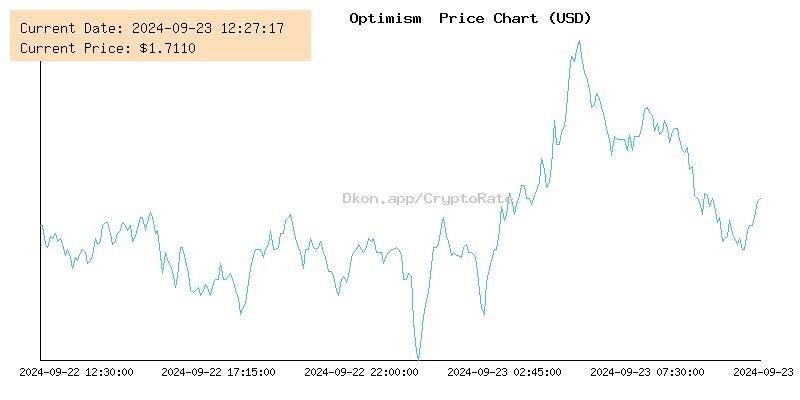 Optimism Price Chart (USD)
Current Date: 2024-09-23 12:27:17
Current Price: $1.7110
Dkon.app/CryptoRate
2024-09-22 12:30:00 2024-09-22 17:15:00 2024-09-22 22:00:00 2024-09-23 02:45:00 2024-09-23 07:30:00 2024-09-23